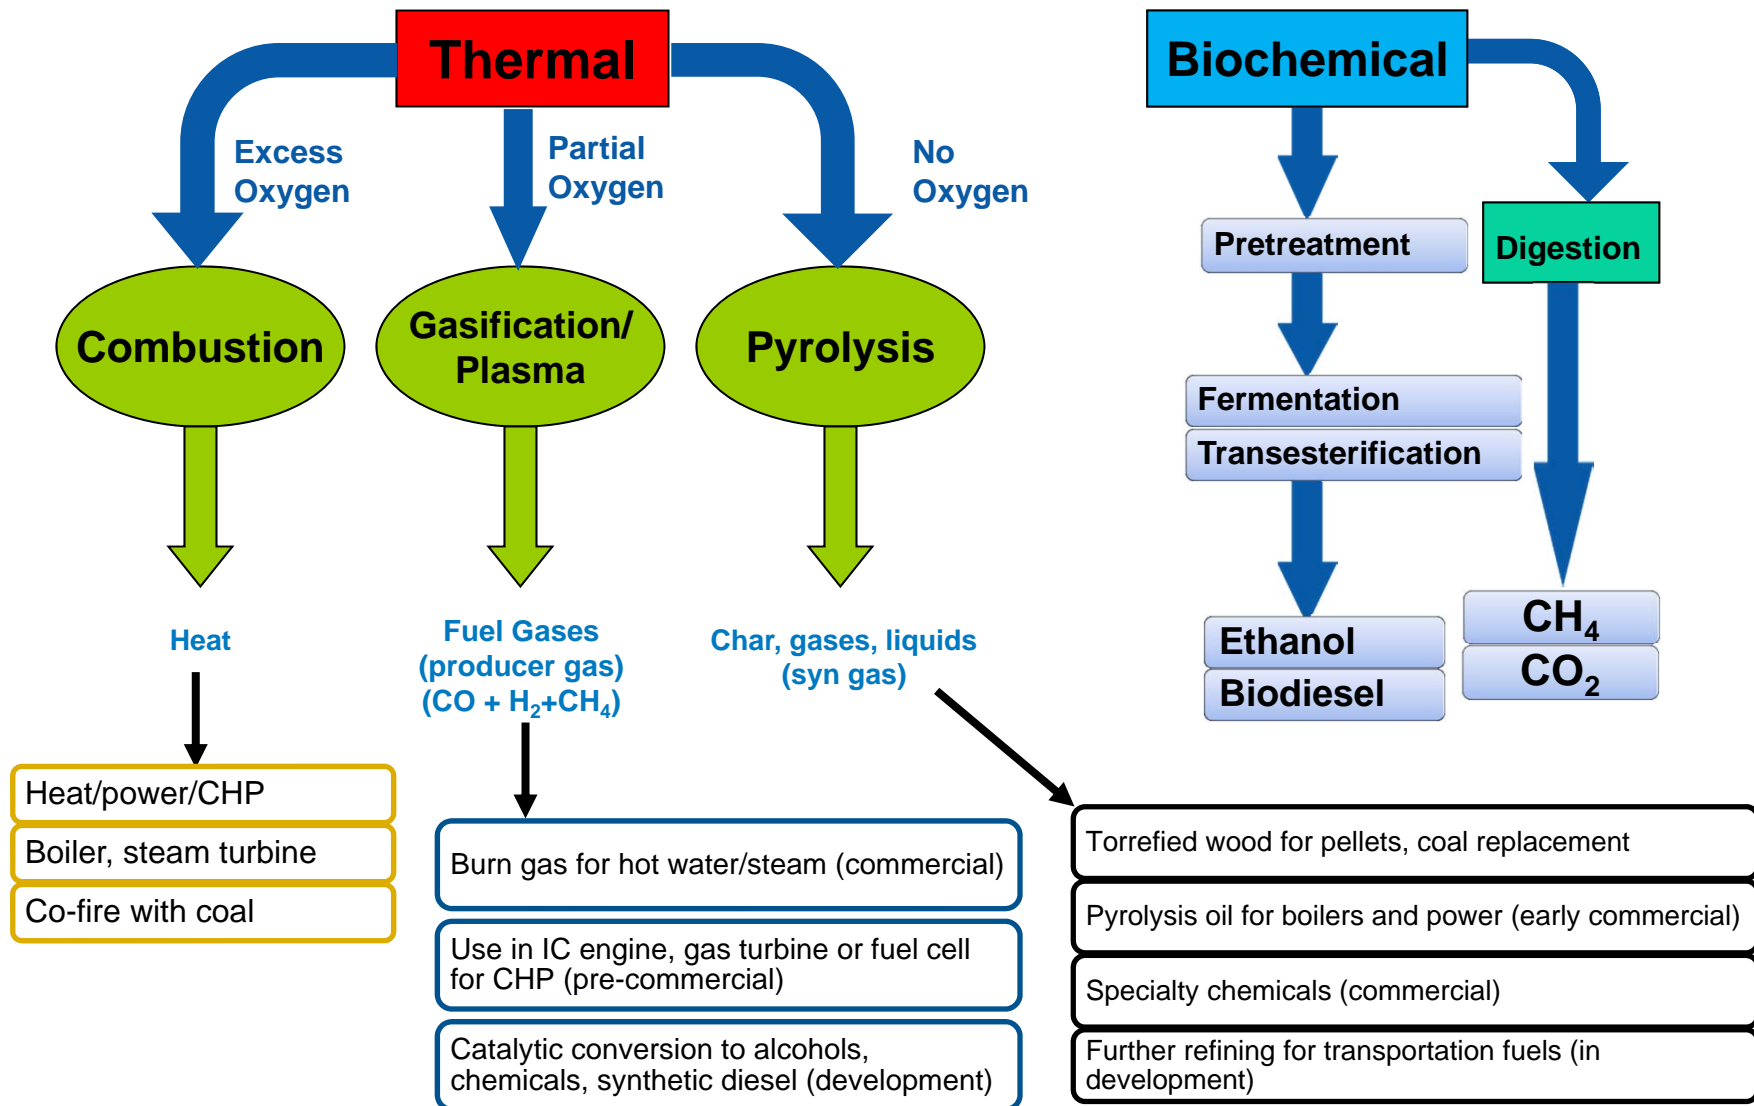 Thermal
Biochemical
Excess
Oxygen
Partial
Oxygen
No
Oxygen
Pretreatment
Digestion
Combustion
Gasification/
Plasma
Pyrolysis
Fermentation
Transesterification
Heat
Fuel Gases
(producer gas)
(CO + H₂+CH₄)
Char, gases, liquids
(syn gas)
Ethanol
Biodiesel
CH₄
CO₂
Heat/power/CHP
Boiler, steam turbine
Co-fire with coal
Burn gas for hot water/steam (commercial)
Use in IC engine, gas turbine or fuel cell
for CHP (pre-commercial)
Catalytic conversion to alcohols,
chemicals, synthetic diesel (development)
Torrefied wood for pellets, coal replacement
Pyrolysis oil for boilers and power (early commercial)
Specialty chemicals (commercial)
Further refining for transportation fuels (in
development)